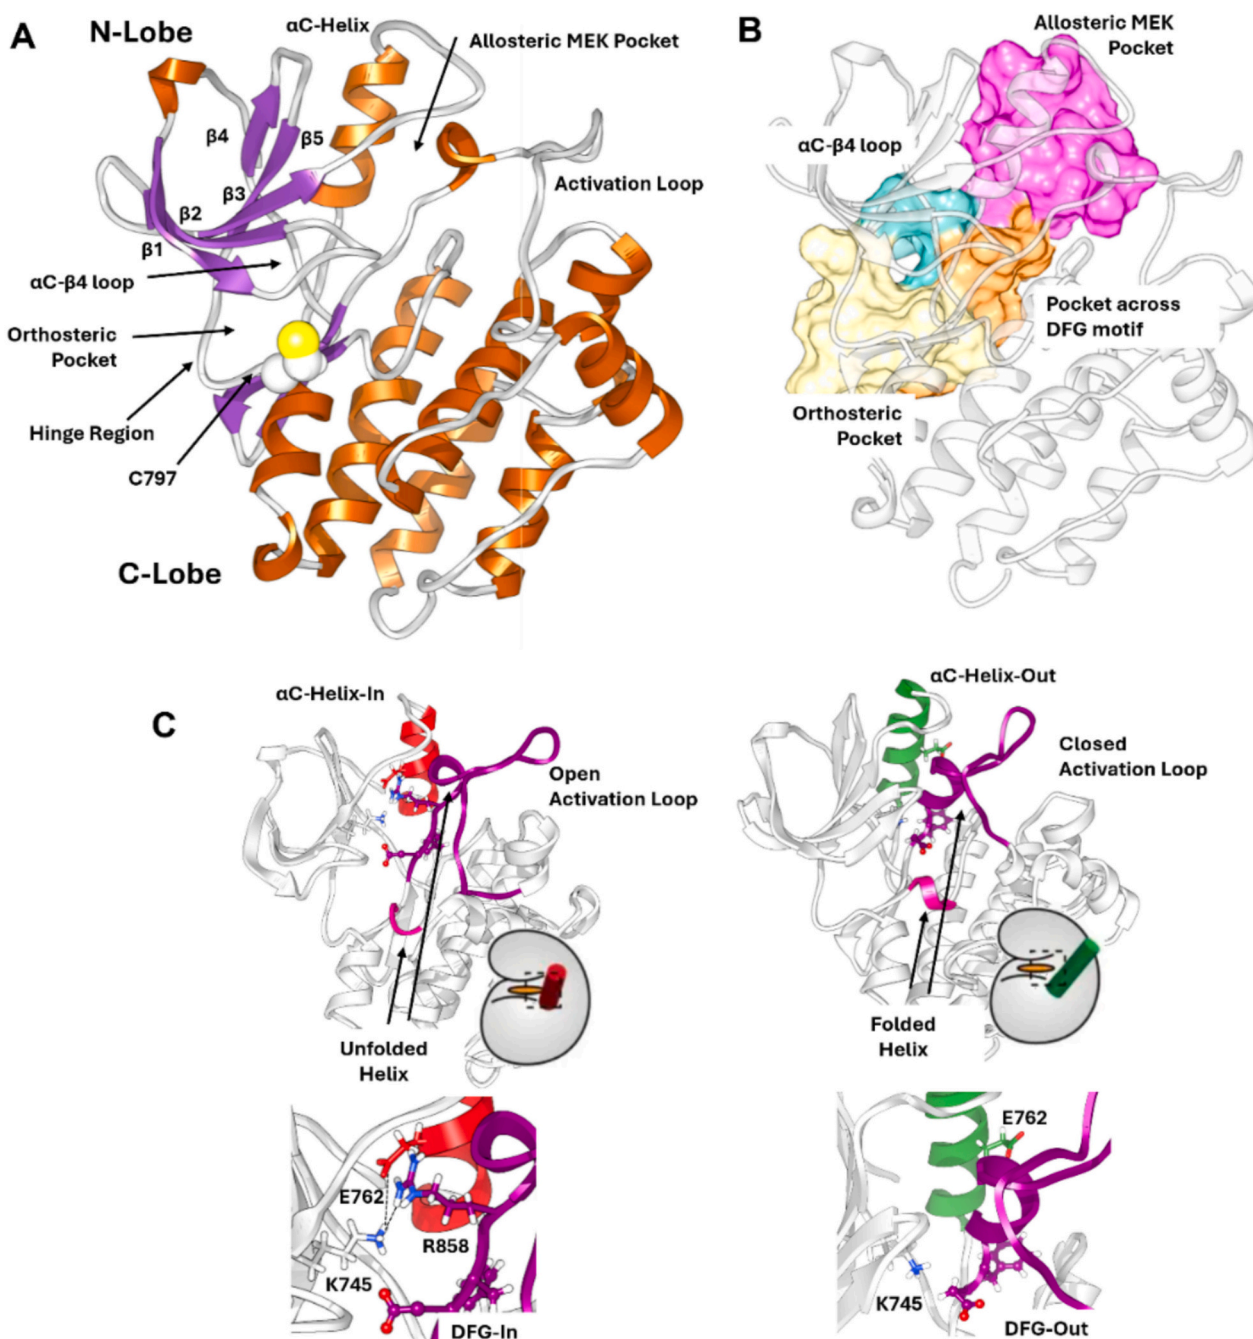 A
N-Lobe
αC-Helix
Allosteric MEK Pocket
β4
β5
β3
β2
β1
Activation Loop
αC-β4 loop
Orthosteric
Pocket
Hinge Region
C797
C-Lobe
B
Allosteric MEK
Pocket
αC-β4 loop
Pocket across
DFG motif
Orthosteric
Pocket
C
αC-Helix-In
Open
Activation Loop
Unfolded
Helix
αC-Helix-Out
Closed
Activation Loop
Folded
Helix
E762
R858
K745
DFG-In
E762
K745
DFG-Out